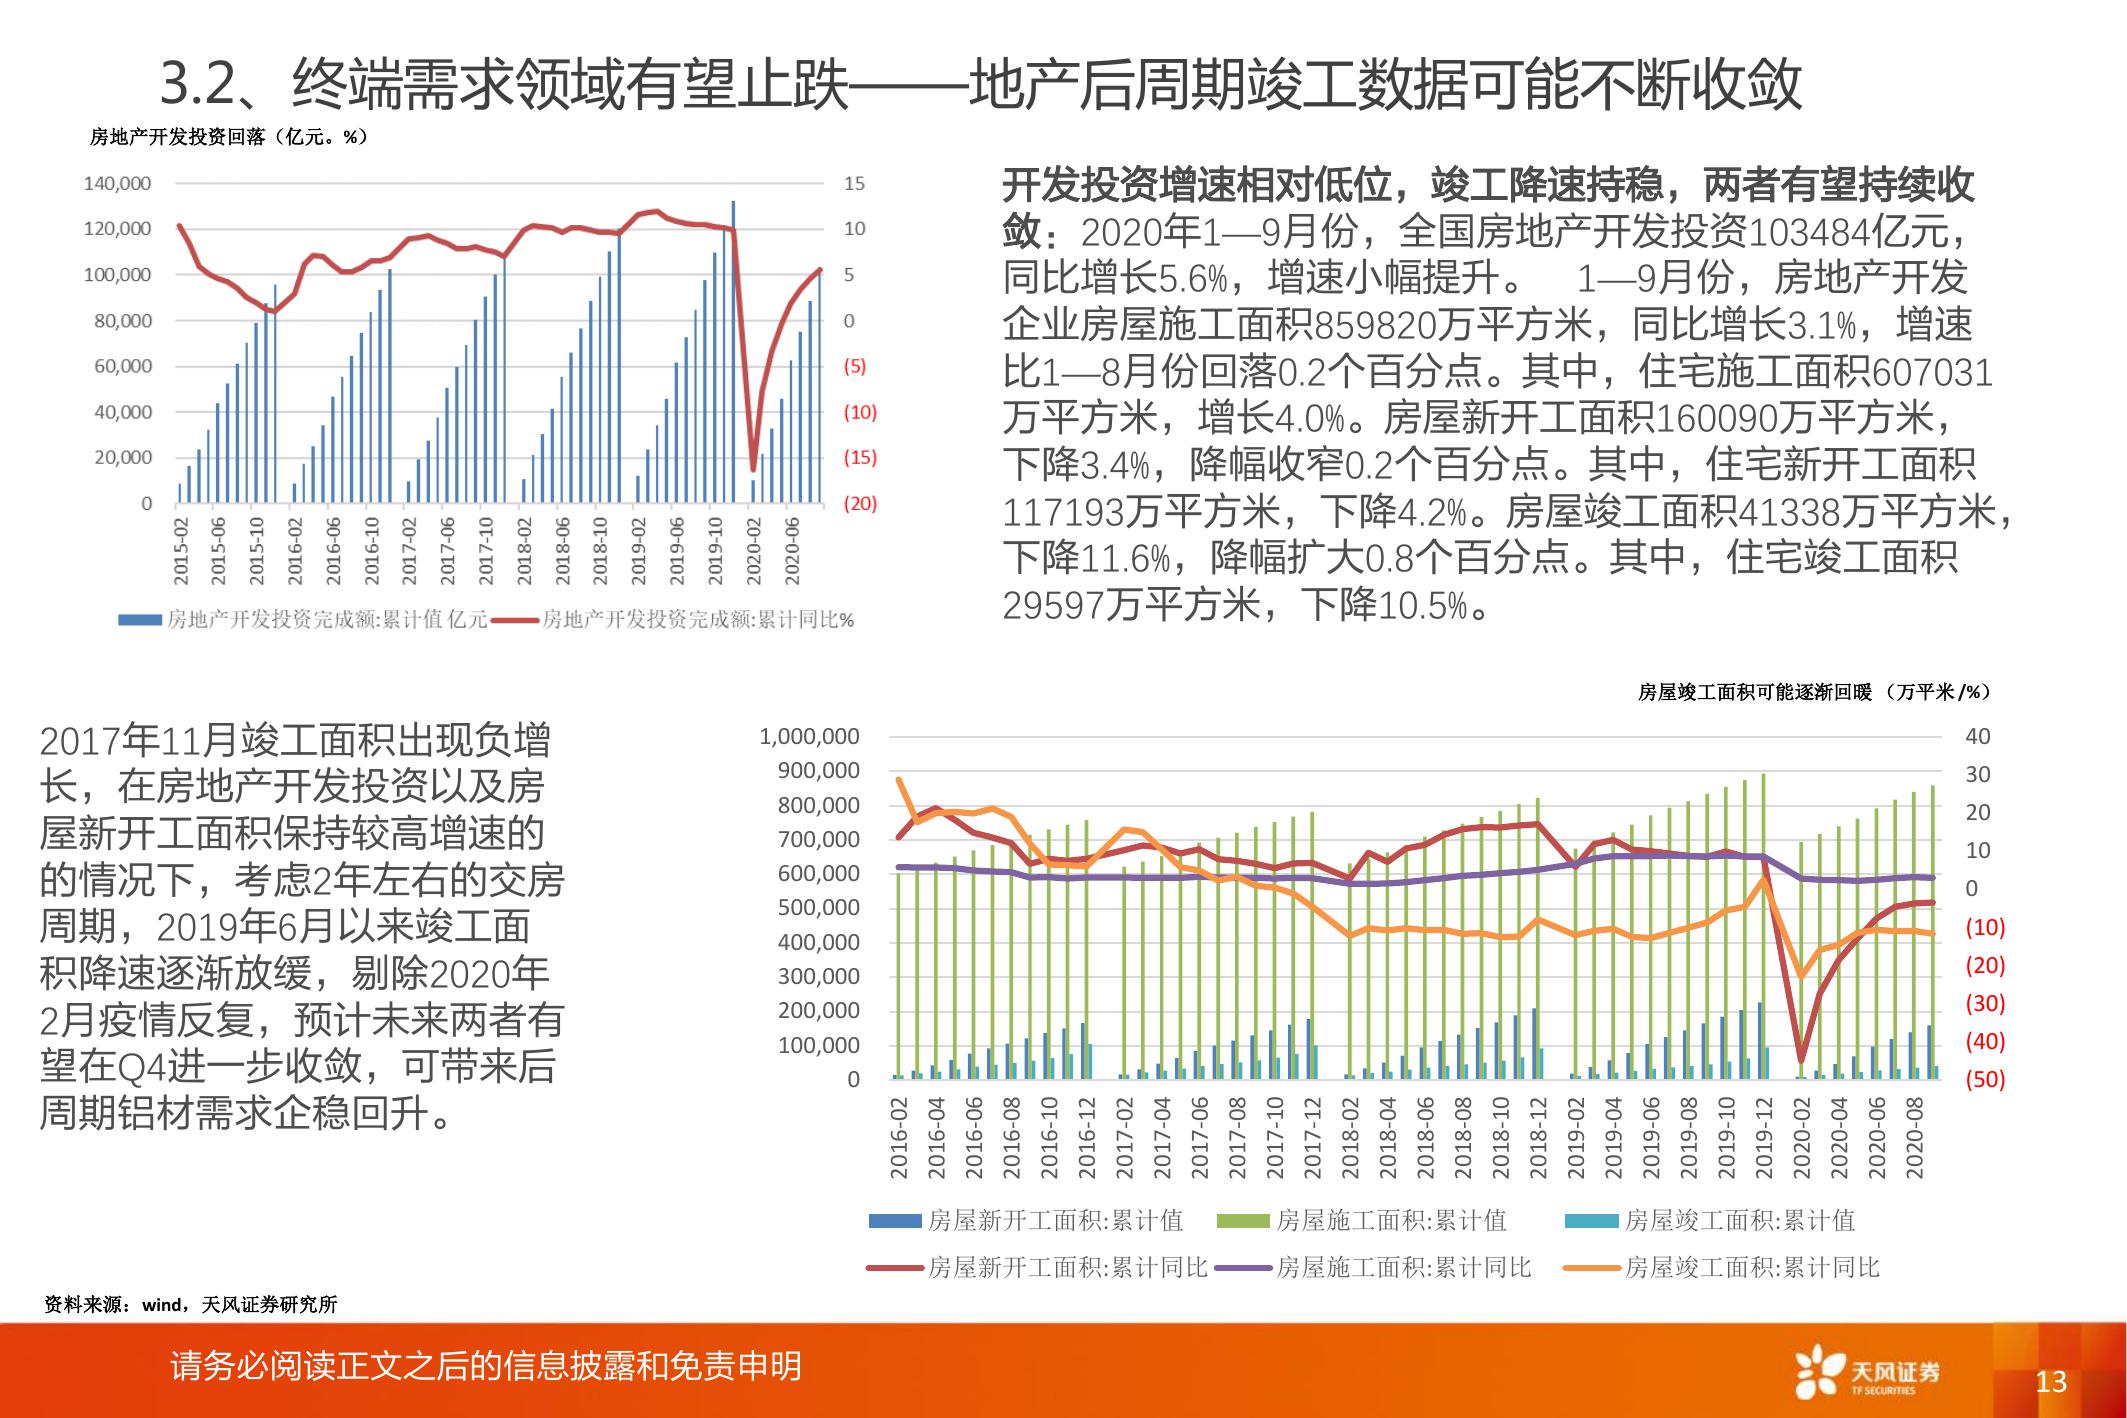 3.2、终端需求领域有望止跌——地产后周期竣工数据可能不断收敛
房地产开发投资回落（亿元。%）
140,000
120,000
100,000
80,000
60,000
40,000
20,000
0
15
10
5
0
(5)
(10)
(15)
(20)
2015-02
2015-06
2015-10
2016-02
2016-06
2016-10
2017-02
2017-06
2017-10
2018-02
2018-06
2018-10
2019-02
2019-06
2019-10
2020-02
2020-06
房地产开发投资完成额:累计值 亿元
房地产开发投资完成额:累计同比%
开发投资增速相对低位，竣工降速持稳，两者有望持续收
敛：2020年1—9月份，全国房地产开发投资103484亿元，
同比增长5.6%，增速小幅提升。 1—9月份，房地产开发
企业房屋施工面积859820万平方米，同比增长3.1%，增速
比1—8月份回落0.2个百分点。其中，住宅施工面积607031
万平方米，增长4.0%。房屋新开工面积160090万平方米，
下降3.4%，降幅收窄0.2个百分点。其中，住宅新开工面积
117193万平方米，下降4.2%。房屋竣工面积41338万平方米，
下降11.6%，降幅扩大0.8个百分点。其中，住宅竣工面积
29597万平方米，下降10.5%。
2017年11月竣工面积出现负增
长，在房地产开发投资以及房
屋新开工面积保持较高增速的
的情况下，考虑2年左右的交房
周期，2019年6月以来竣工面
积降速逐渐放缓，剔除2020年
2月疫情反复，预计未来两者有
望在Q4进一步收敛，可带来后
周期铝材需求企稳回升。
房屋竣工面积可能逐渐回暖 （万平米/%）
1,000,000
900,000
800,000
700,000
600,000
500,000
400,000
300,000
200,000
100,000
0
40
30
20
10
0
(10)
(20)
(30)
(40)
(50)
2016-02
2016-04
2016-06
2016-08
2016-10
2016-12
2017-02
2017-04
2017-06
2017-08
2017-10
2017-12
2018-02
2018-04
2018-06
2018-08
2018-10
2018-12
2019-02
2019-04
2019-06
2019-08
2019-10
2019-12
2020-02
2020-04
2020-06
2020-08
房屋新开工面积:累计值
房屋施工面积:累计值
房屋竣工面积:累计值
房屋新开工面积:累计同比
房屋施工面积:累计同比
房屋竣工面积:累计同比
资料来源：wind，天风证券研究所
请务必阅读正文之后的信息披露和免责申明
天风证券
TF SECURITIES
13